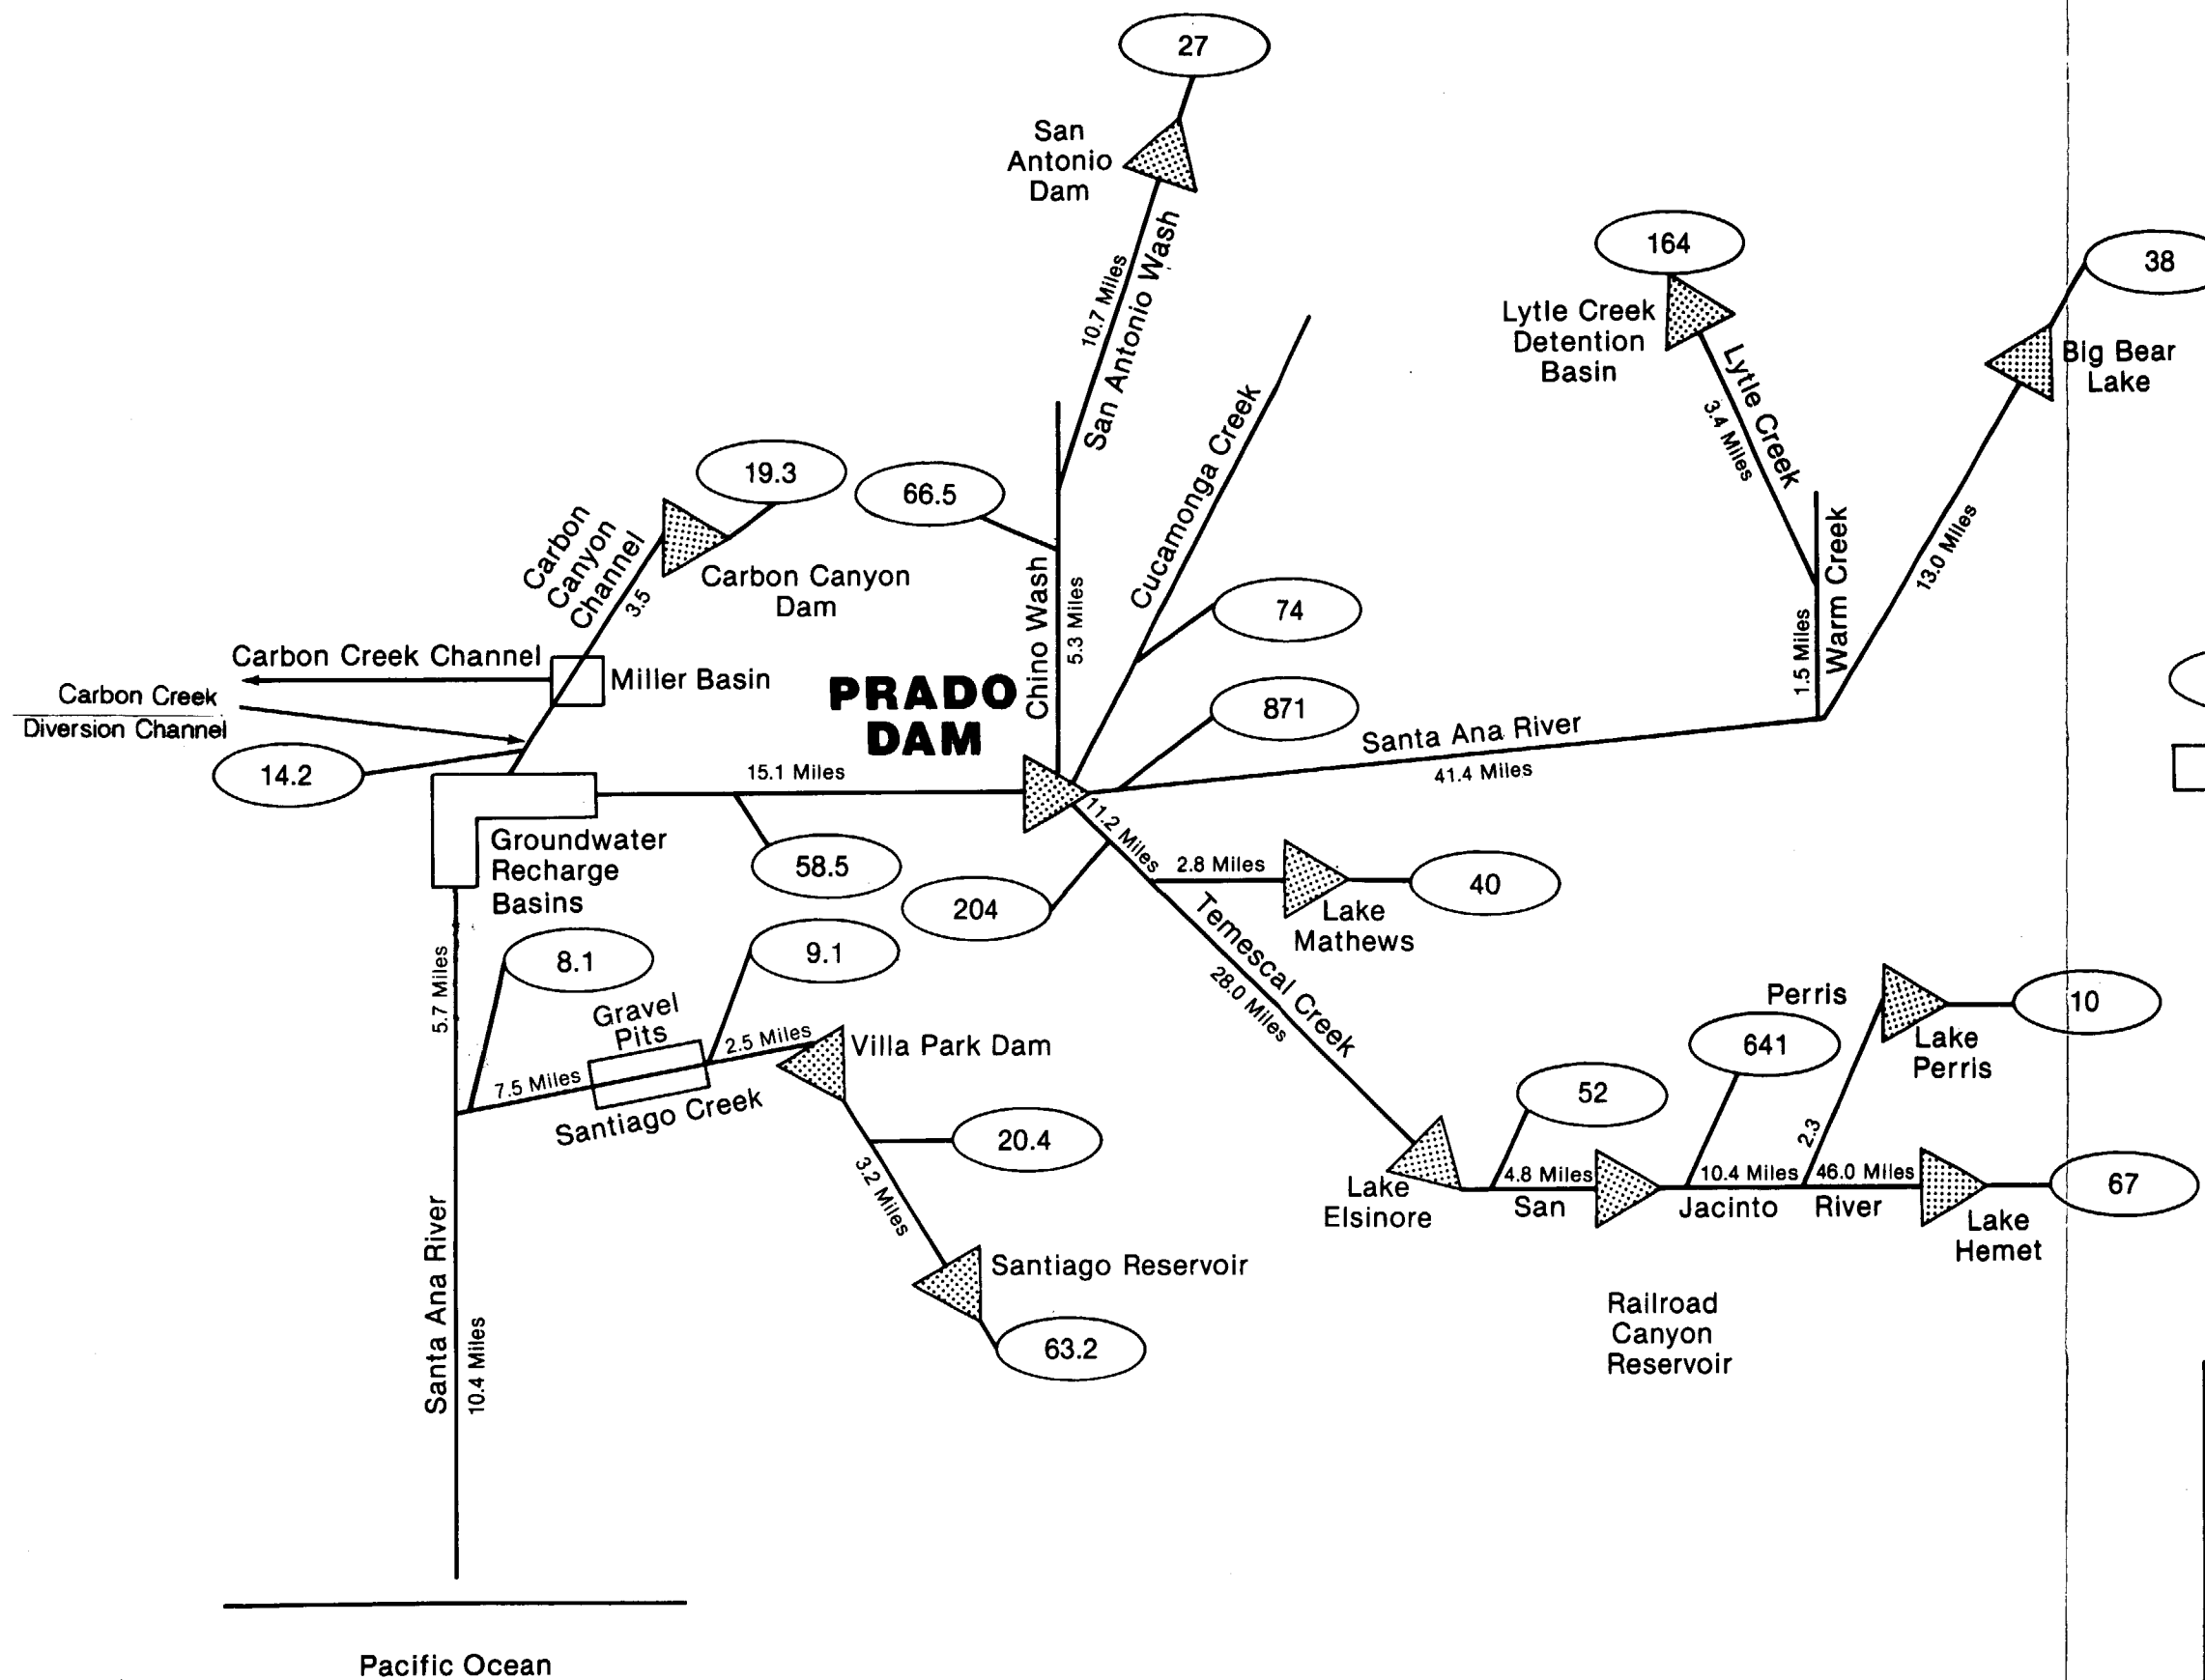 27
San
Antonio
Dam
10.7 Miles
San Antonio Wash
164
Lytle Creek
Detention
Basin
Lytle Creek
3.4 Miles
38
Big Bear
Lake
13.0 Miles
Warm Creek
1.5 Miles
Cucamonga Creek
66.5
19.3
Carbon
Canyon
Channel
3.5
Carbon Canyon
Dam
Chino Wash
5.3 Miles
74
871
Carbon Creek Channel
Miller Basin
Carbon Creek
Diversion Channel
14.2
PRADO
DAM
15.1 Miles
Santa Ana River
41.4 Miles
Groundwater
Recharge
Basins
58.5
204
11.2 Miles
2.8 Miles
40
Lake
Mathews
Temescal Creek
28.0 Miles
5.7 Miles
8.1
9.1
Gravel
Pits
2.5 Miles
7.5 Miles
Santiago Creek
Villa Park Dam
20.4
3.2 Miles
Santiago Reservoir
63.2
Perris
10
Lake
Perris
641
2.3
52
4.8 Miles
10.4 Miles
46.0 Miles
67
Lake
Elsinore
San
Jacinto
River
Lake
Hemet
Railroad
Canyon
Reservoir
Santa Ana River
10.4 Miles
Pacific Ocean